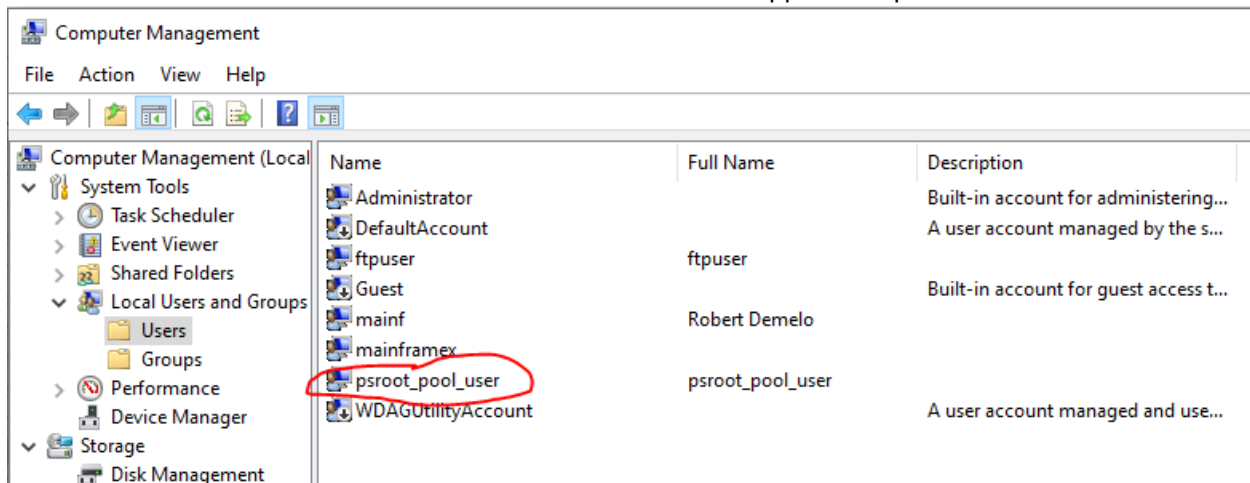 Computer Management
File Action View Help
Computer Management (Local
System Tools
Task Scheduler
Event Viewer
Shared Folders
Local Users and Groups
Users
Groups
Performance
Device Manager
Storage
Disk Management
Name Full Name Description
Administrator Built-in account for administering...
DefaultAccount A user account managed by the s...
ftpuser ftpuser
Guest Built-in account for guest access t...
mainf Robert Demelo
mainframex
psroot_pool_user psroot_pool_user
WDAGUtilityAccount A user account managed and use...